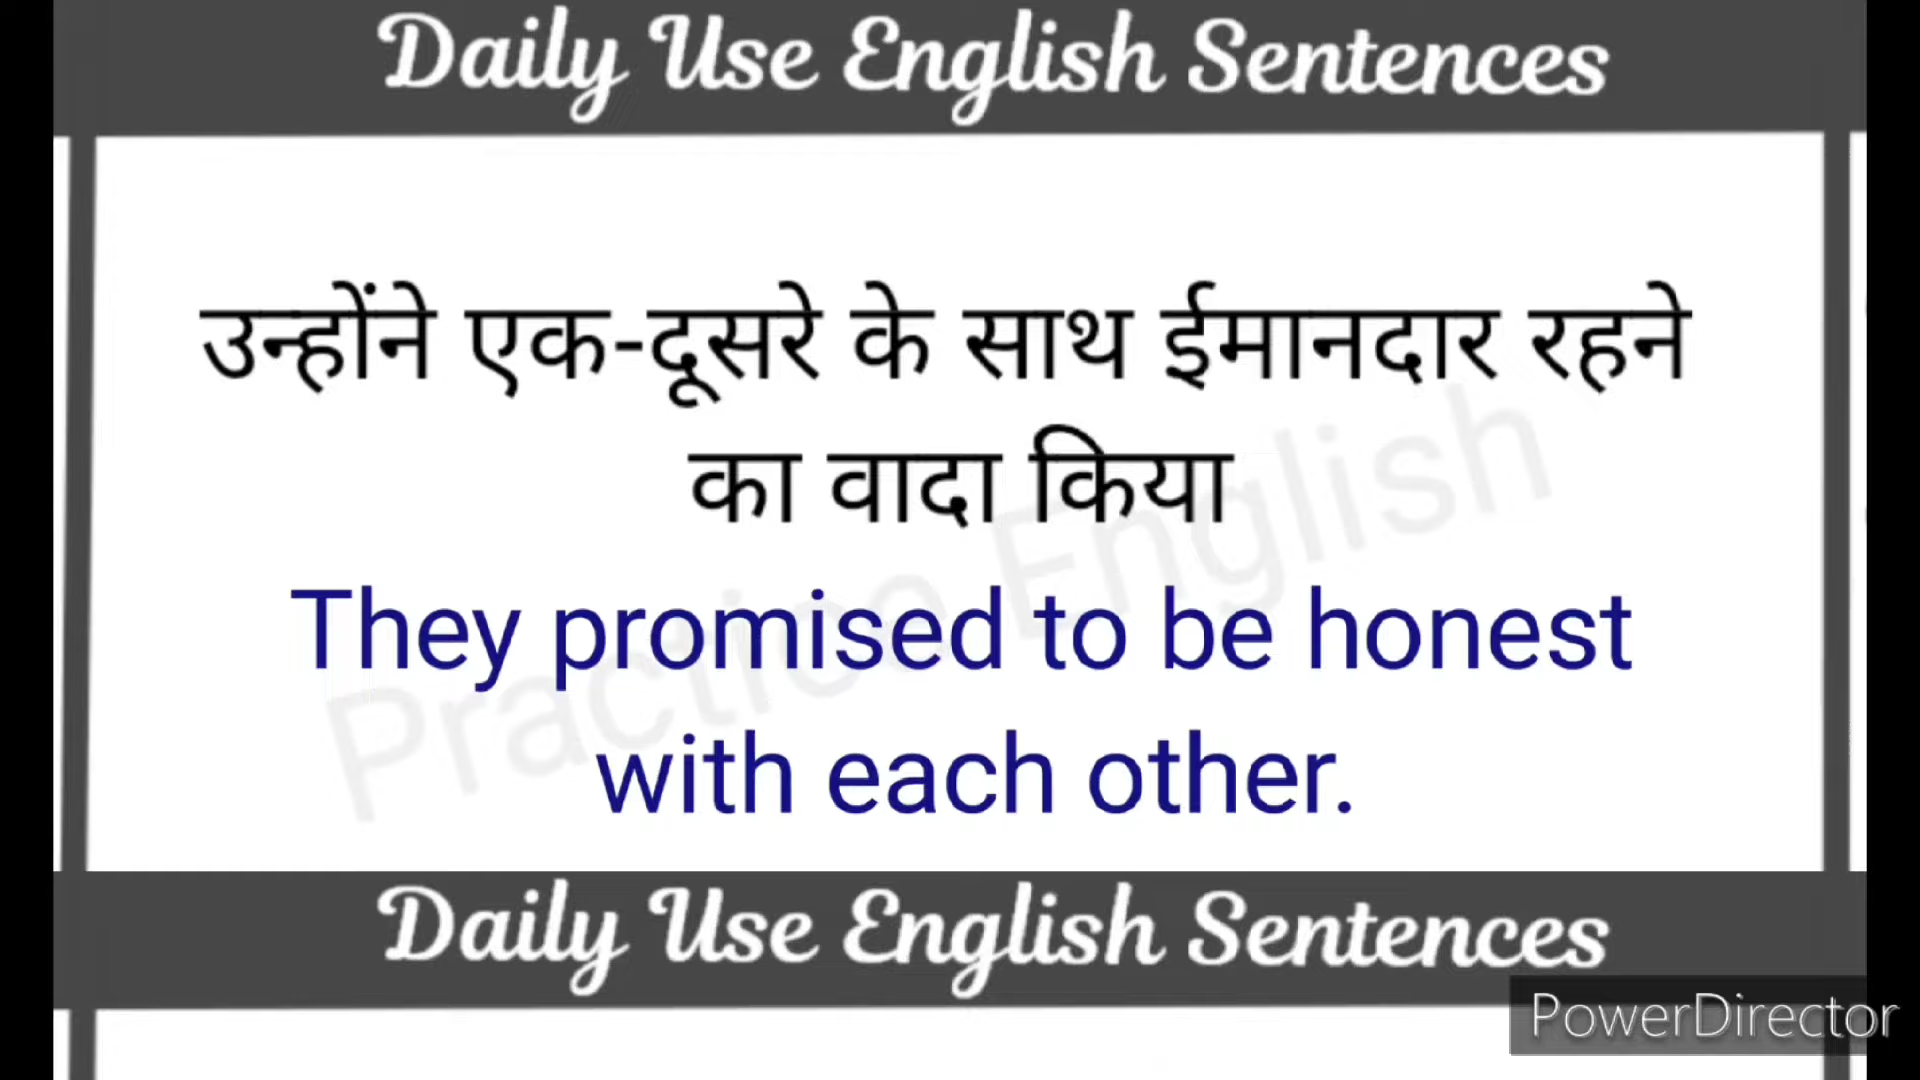 Daily Use English Sentences
उन्होंने एक-दूसरे के साथ ईमानदार रहने
का वादा किया
Practice English
They promised to be honest
with each other.
Daily Use English Sentences
PowerDirector